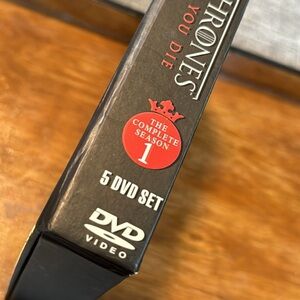 HRONES
YOU DIE
THE
COMPLETE
SEASON
1
5 DVD SET
DVD
VIDEO